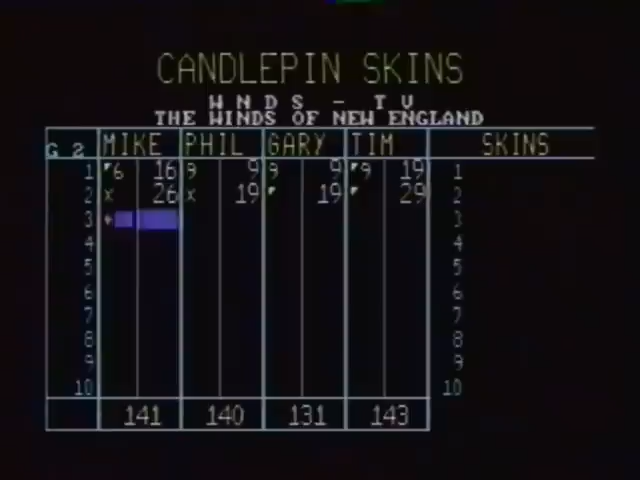 CANDLEPIN SKINS
WNDS - TV
THE WINDS OF NEW ENGLAND
G 2 MIKE PHIL GARY TIM SKINS
1 6 16 9 9 9 9 9 19 1
2 x 26 x 19 19 29 2
3 3
4 4
5 5
6 6
7 7
8 8
9 9
10 10
141 140 131 143